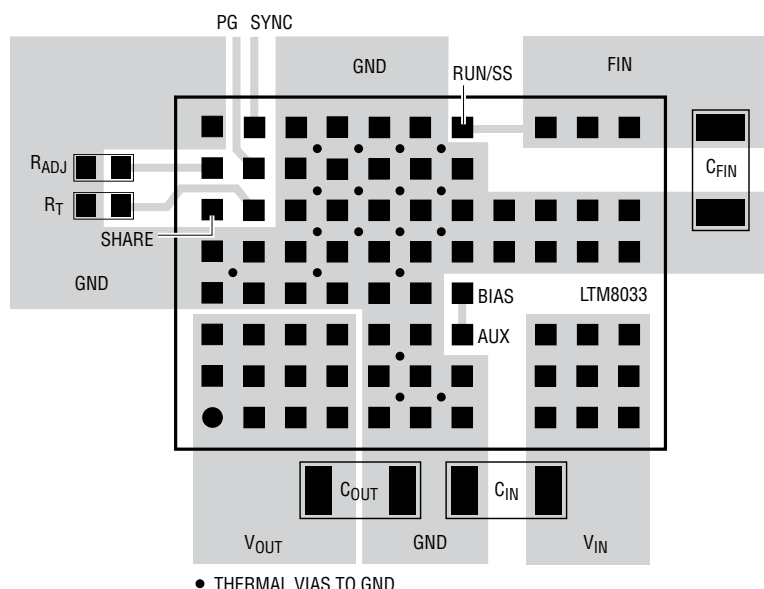 PG SYNC
GND
RUN/SS
FIN
RADJ
CFIN
RT
SHARE
GND
BIAS
LTM8033
AUX
COUT
CIN
VOUT
GND
VIN
● THERMAL VIAS TO GND